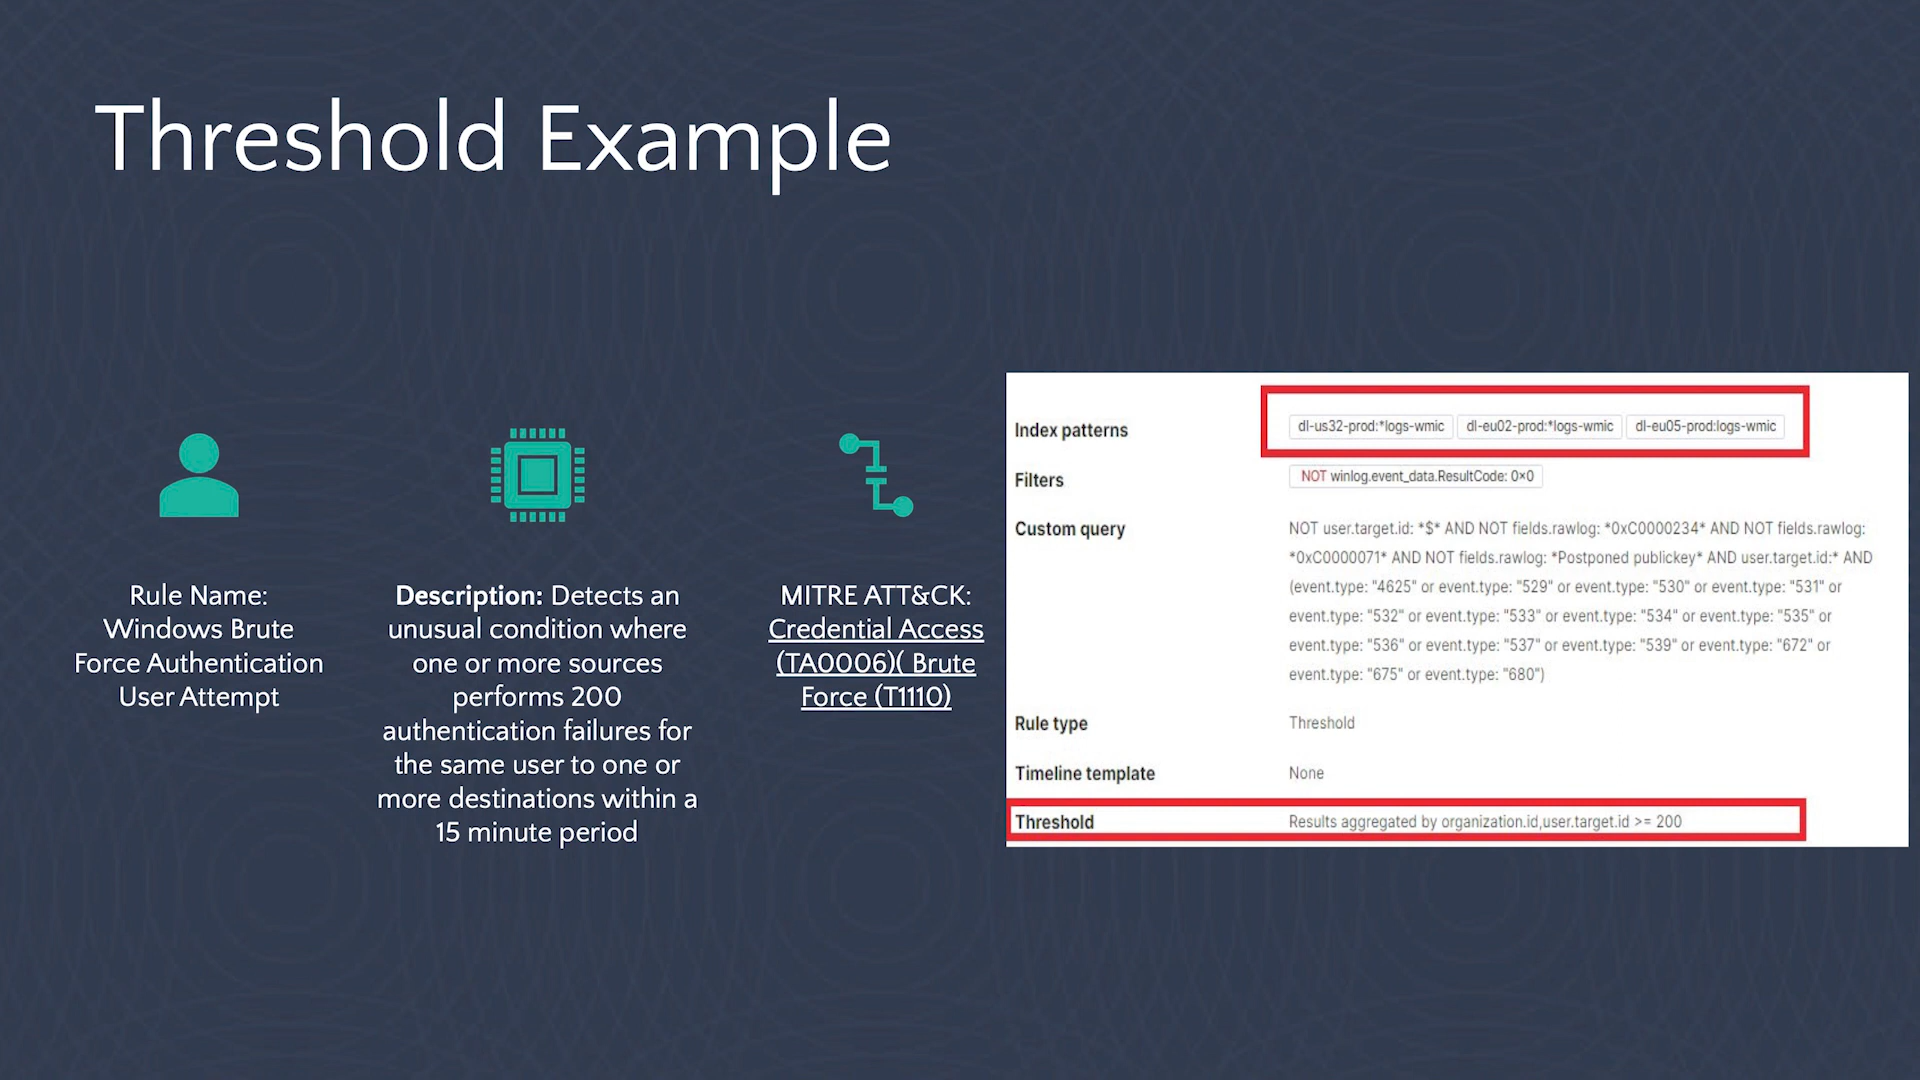 Threshold Example
Rule Name:
Windows Brute
Force Authentication
User Attempt
Description: Detects an
unusual condition where
one or more sources
performs 200
authentication failures for
the same user to one or
more destinations within a
15 minute period
MITRE ATT&CK:
Credential Access
(TA0006)( Brute
Force (T1110)
Index patterns
dl-us32-prod:*logs-wmic dl-eu02-prod:*logs-wmic dl-eu05-prod:logs-wmic
Filters
NOT winlog.event_data.ResultCode: 0×0
Custom query
NOT user.target.id: *$* AND NOT fields.rawlog: *0xC0000234* AND NOT fields.rawlog:
*0xC0000071* AND NOT fields.rawlog: *Postponed publickey* AND user.target.id:* AND
(event.type: "4625" or event.type: "529" or event.type: "530" or event.type: "531" or
event.type: "532" or event.type: "533" or event.type: "534" or event.type: "535" or
event.type: "536" or event.type: "537" or event.type: "539" or event.type: "672" or
event.type: "675" or event.type: "680")
Rule type
Threshold
Timeline template
None
Threshold
Results aggregated by organization.id,user.target.id >= 200